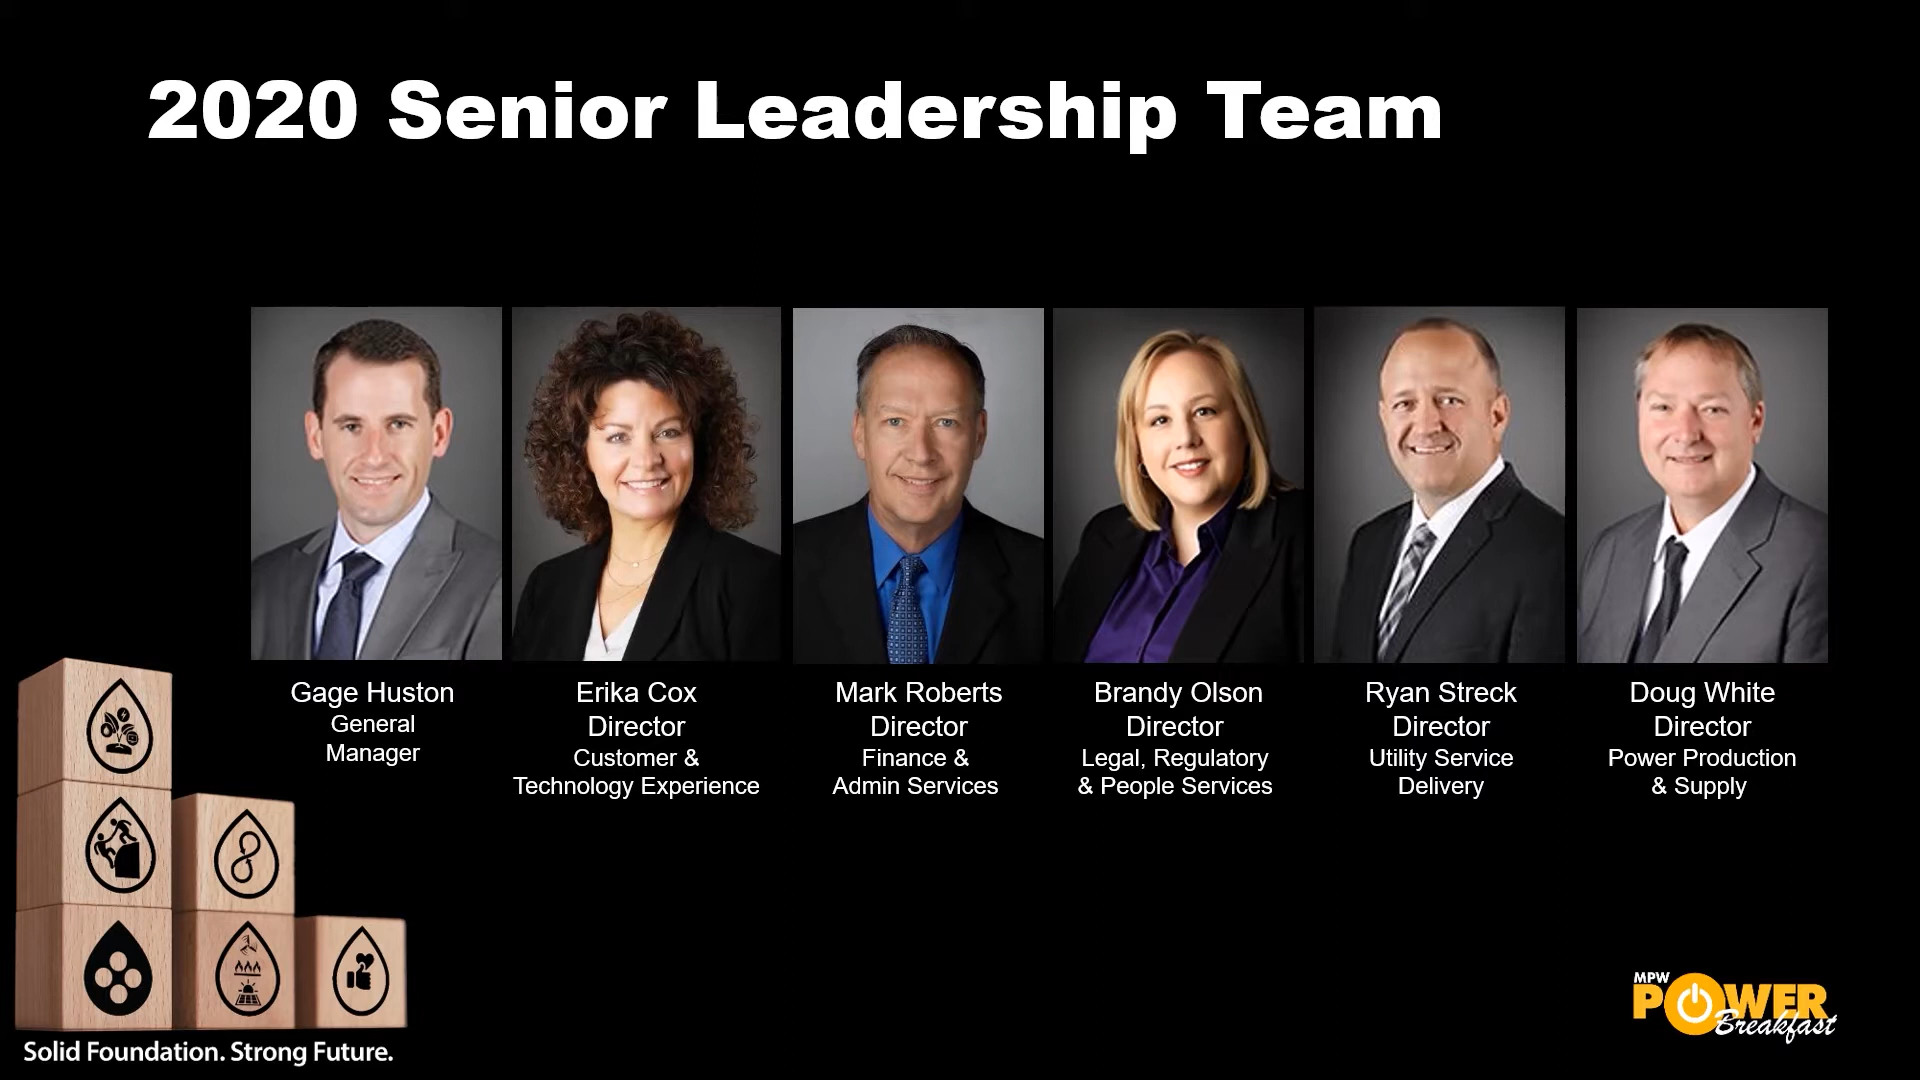 2020 Senior Leadership Team
Gage Huston
General
Manager
Erika Cox
Director
Customer &
Technology Experience
Mark Roberts
Director
Finance &
Admin Services
Brandy Olson
Director
Legal, Regulatory
& People Services
Ryan Streck
Director
Utility Service
Delivery
Doug White
Director
Power Production
& Supply
Solid Foundation. Strong Future.
MPW
POWER
Breakfast